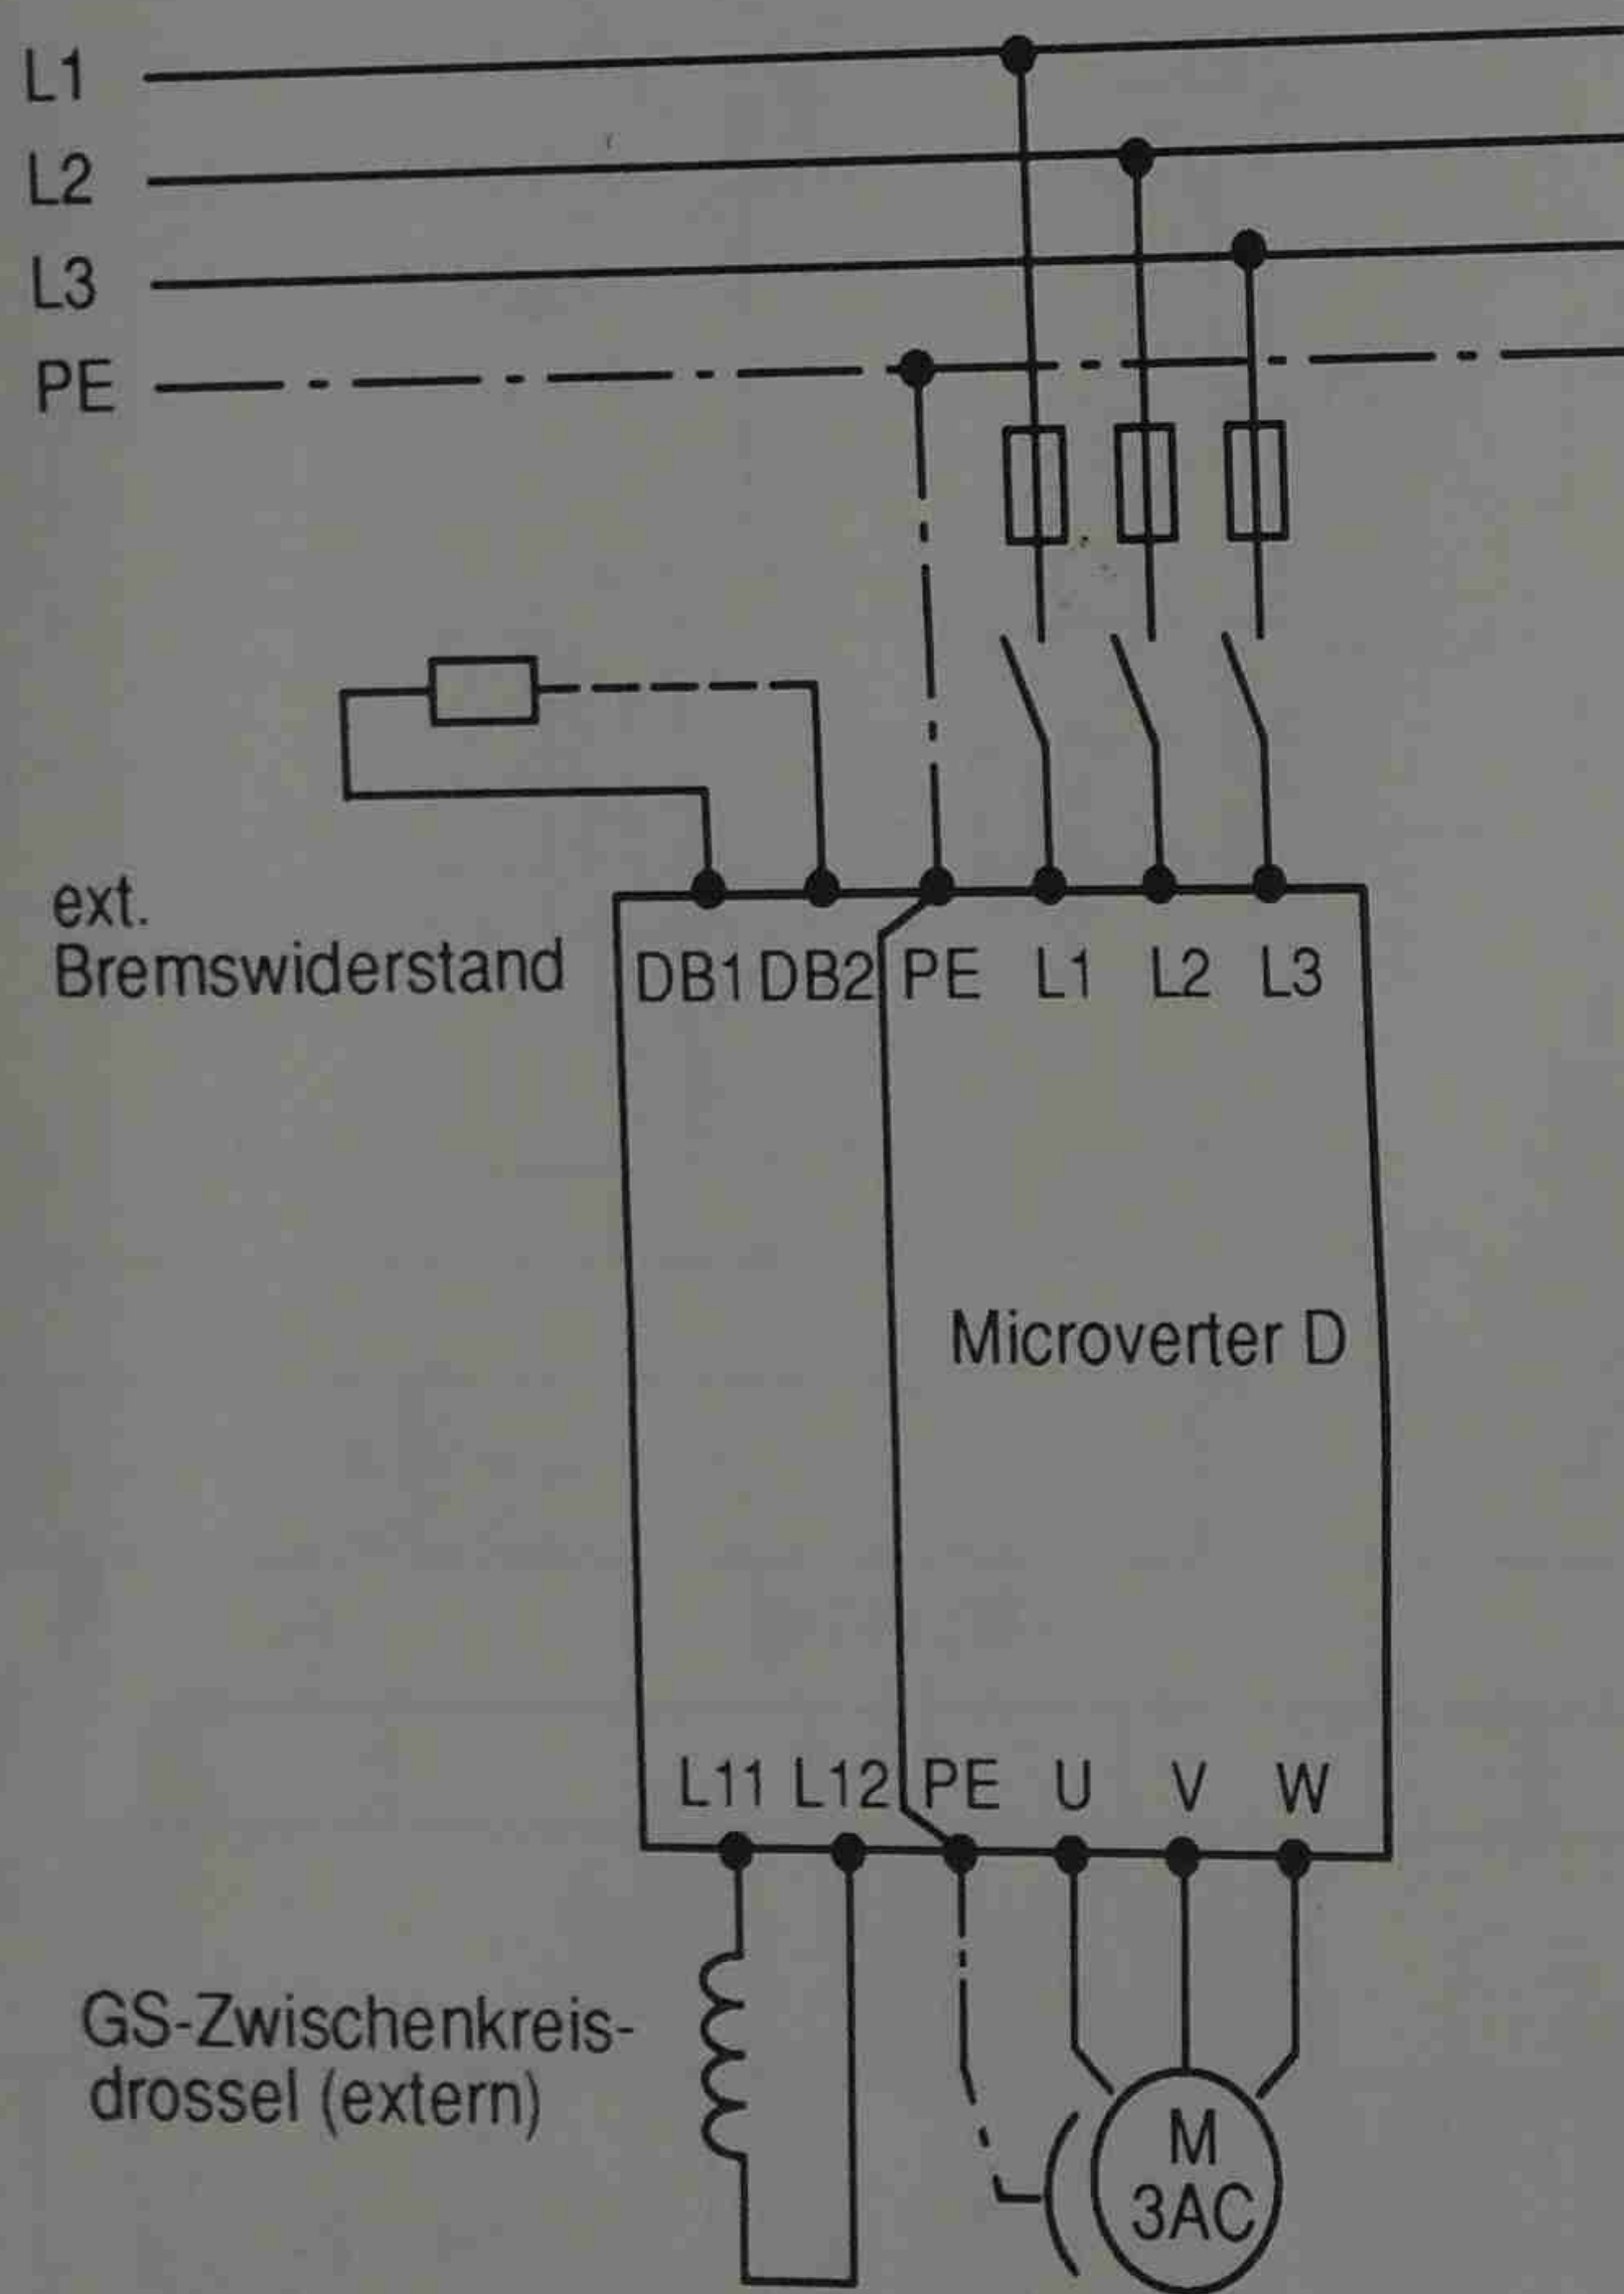 L1
L2
L3
PE
ext.
Bremswiderstand
DB1 DB2 PE L1 L2 L3
Microverter D
L11 L12 PE U V W
GS-Zwischenkreis-
drossel (extern)
M
3AC